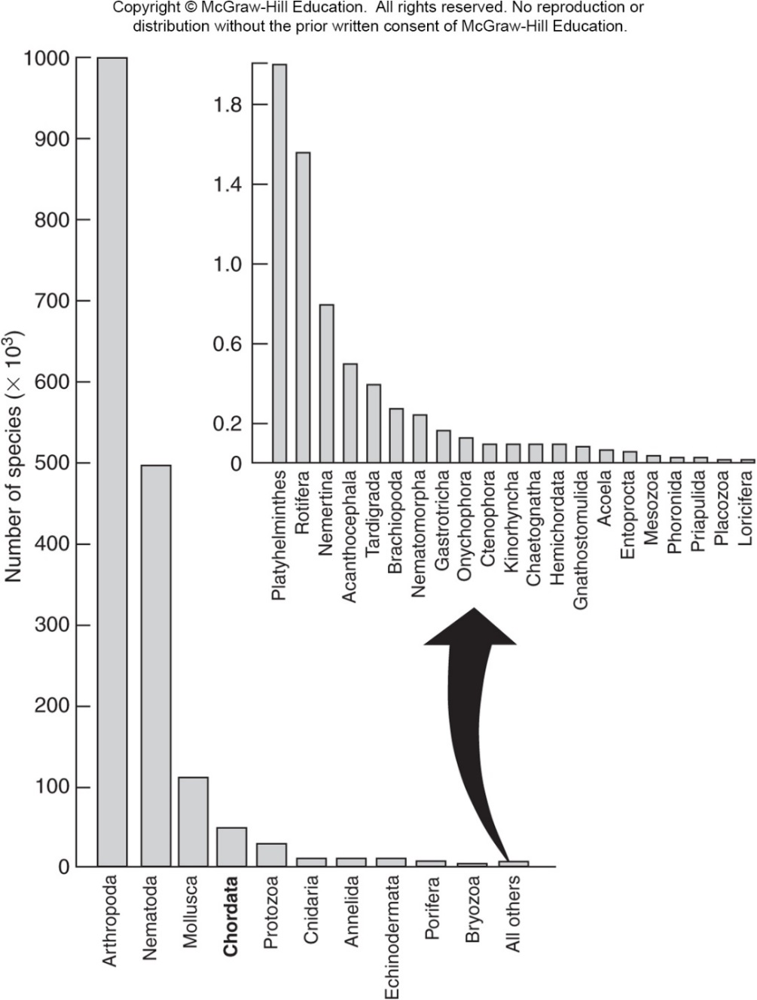 Copyright © McGraw-Hill Education. All rights reserved. No reproduction or
distribution without the prior written consent of McGraw-Hill Education.
Number of species (× 10³)
1000
900
800
700
600
500
400
300
200
100
0
Arthropoda
Nematoda
Mollusca
Chordata
Protozoa
Cnidaria
Annelida
Echinodermata
Porifera
Bryozoa
All others
1.8
1.4
1.0
0.6
0.2
0
Platyhelminthes
Rotifera
Nemertina
Acanthocephala
Tardigrada
Brachiopoda
Nematomorpha
Gastrotricha
Onychophora
Ctenophora
Kinorhyncha
Chaetognatha
Hemichordata
Gnathostomulida
Acoela
Entoprocta
Mesozoa
Phoronida
Priapulida
Placozoa
Loricifera